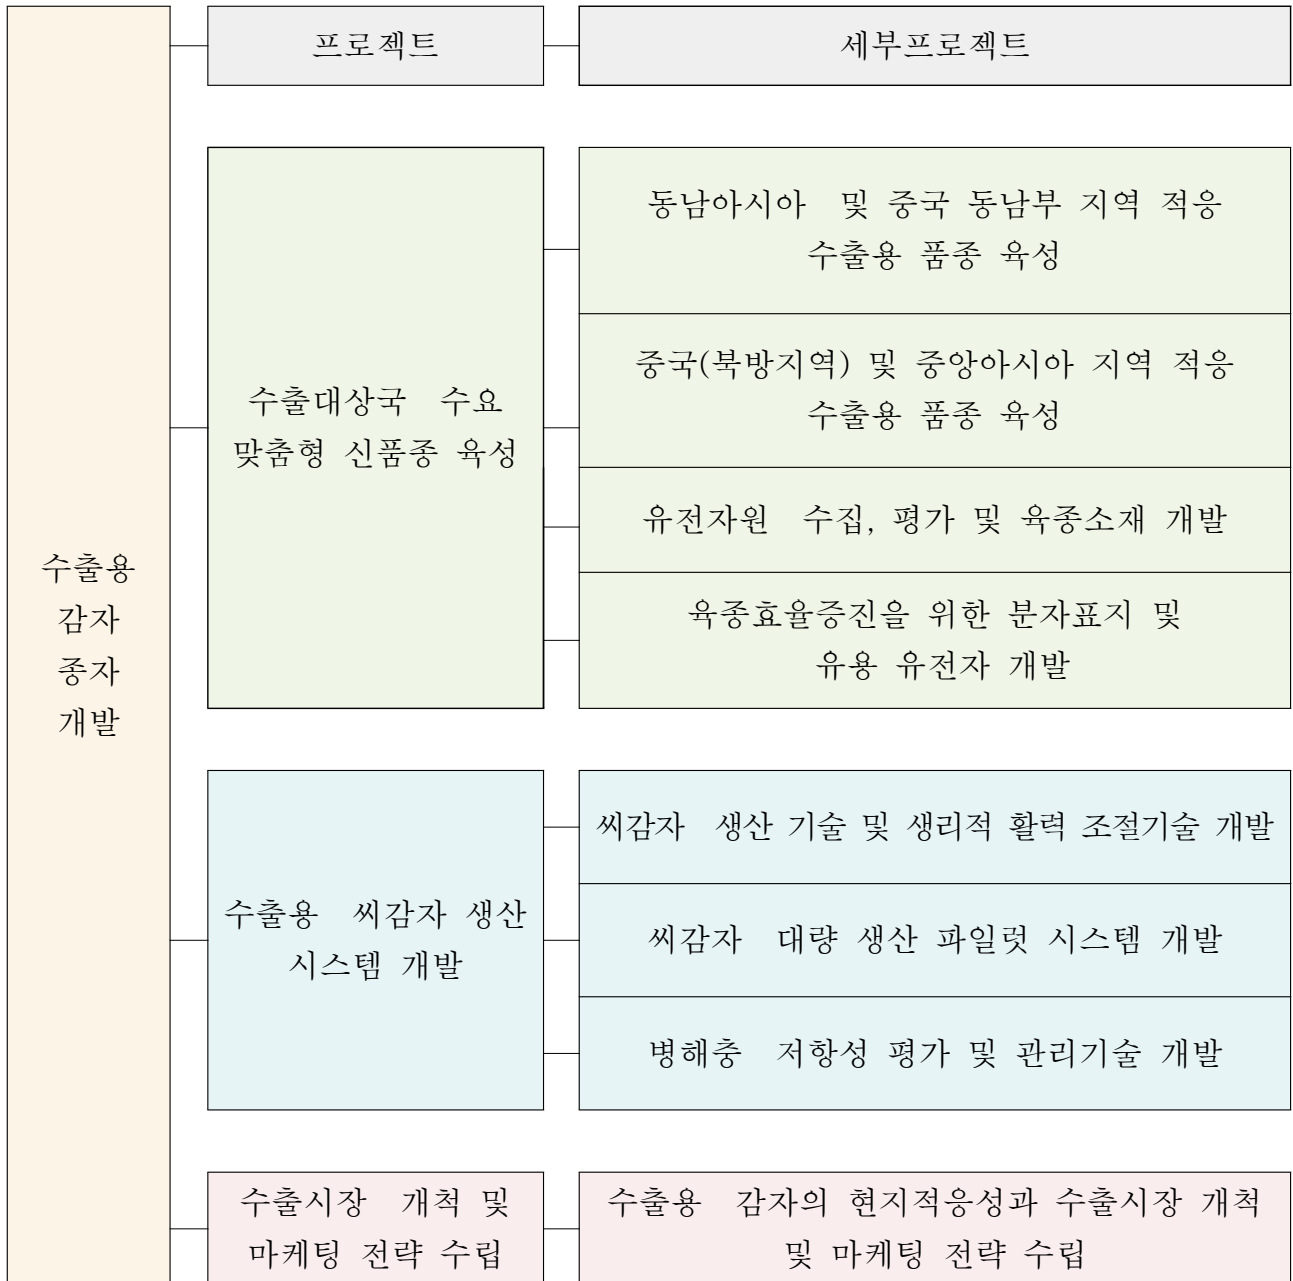 프로젝트
세부프로젝트
수출용
감자
종자
개발
수출대상국 수요
맞춤형 신품종 육성
동남아시아 및 중국 동남부 지역 적응
수출용 품종 육성
중국(북방지역) 및 중앙아시아 지역 적응
수출용 품종 육성
유전자원 수집, 평가 및 육종소재 개발
육종효율증진을 위한 분자표지 및
유용 유전자 개발
수출용 씨감자 생산
시스템 개발
씨감자 생산 기술 및 생리적 활력 조절기술 개발
씨감자 대량 생산 파일럿 시스템 개발
병해충 저항성 평가 및 관리기술 개발
수출시장 개척 및
마케팅 전략 수립
수출용 감자의 현지적응성과 수출시장 개척
및 마케팅 전략 수립